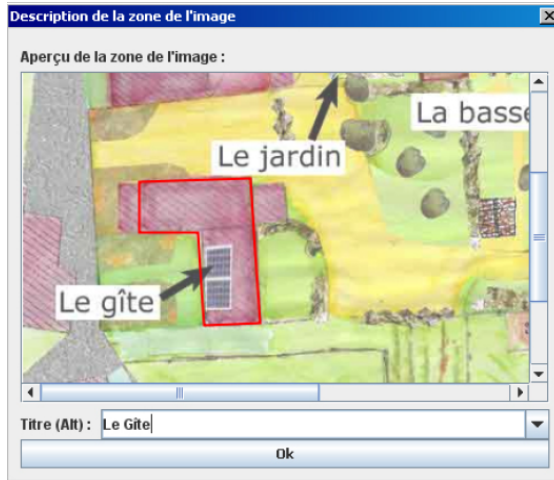 Description de la zone de l'image
Aperçu de la zone de l'image :
La basse
Le jardin
Le gîte
Titre (Alt) : Le Gîte
Ok